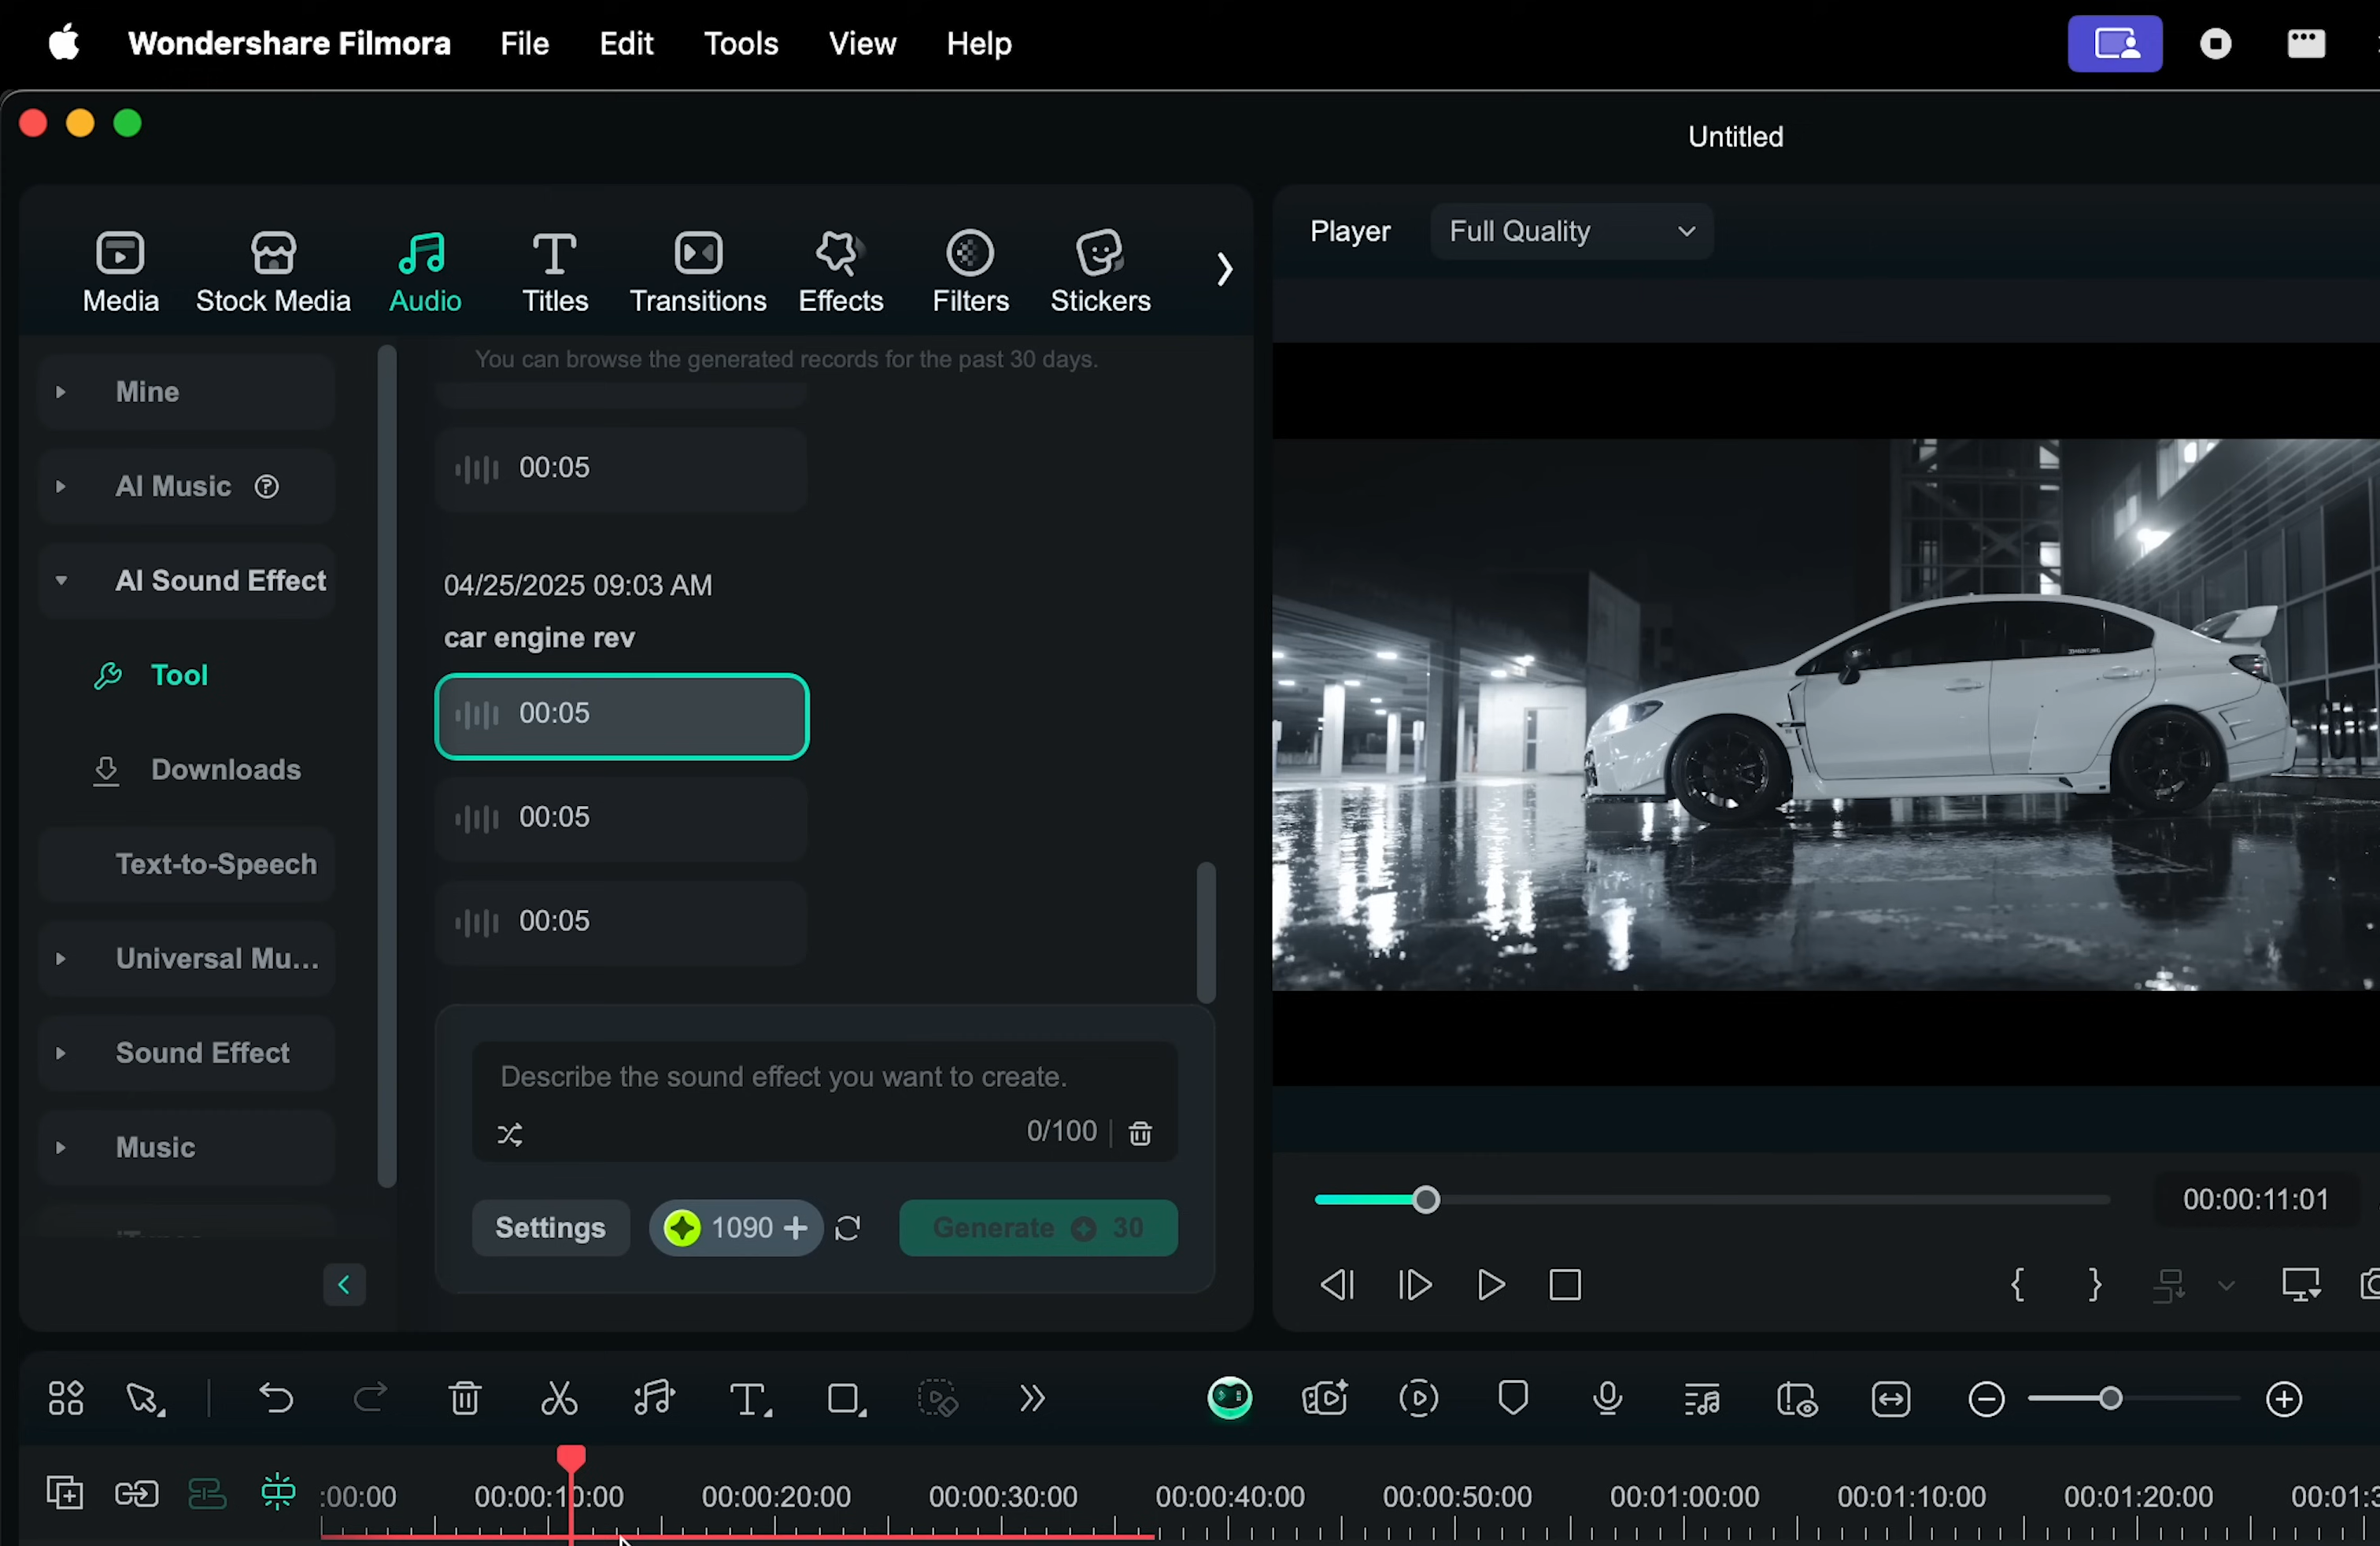 Wondershare Filmora File Edit Tools View Help
Untitled
Media Stock Media Audio Titles Transitions Effects Filters Stickers
Player Full Quality
You can browse the generated records for the past 30 days.
Mine
AI Music
AI Sound Effect
Tool
Downloads
Text-to-Speech
Universal Mu...
Sound Effect
Music
00:05
04/25/2025 09:03 AM
car engine rev
00:05
00:05
00:05
Describe the sound effect you want to create.
0/100
Settings 1090 Generate 30
00:00:11:01
:00:00 00:00:10:00 00:00:20:00 00:00:30:00 00:00:40:00 00:00:50:00 00:01:00:00 00:01:10:00 00:01:20:00 00:01:3